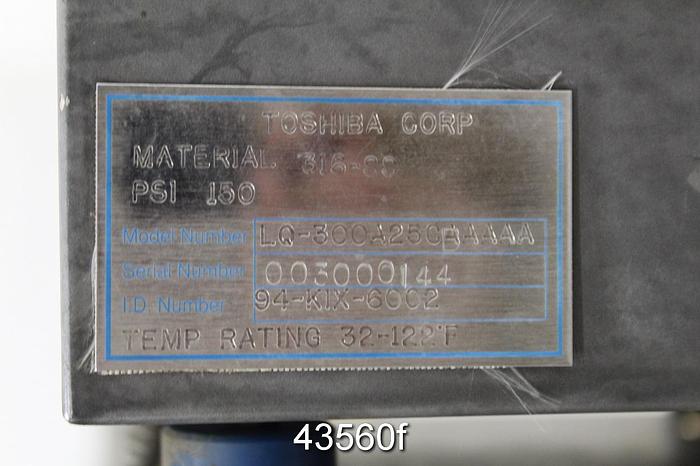 TOSHIBA CORP
MATERIAL 316-SS
PSI 150
Model Number LQ-300A250BAAAA
Serial Number 003000144
I.D Number 94-KIX-6002
TEMP RATING 32-122°F
43560f